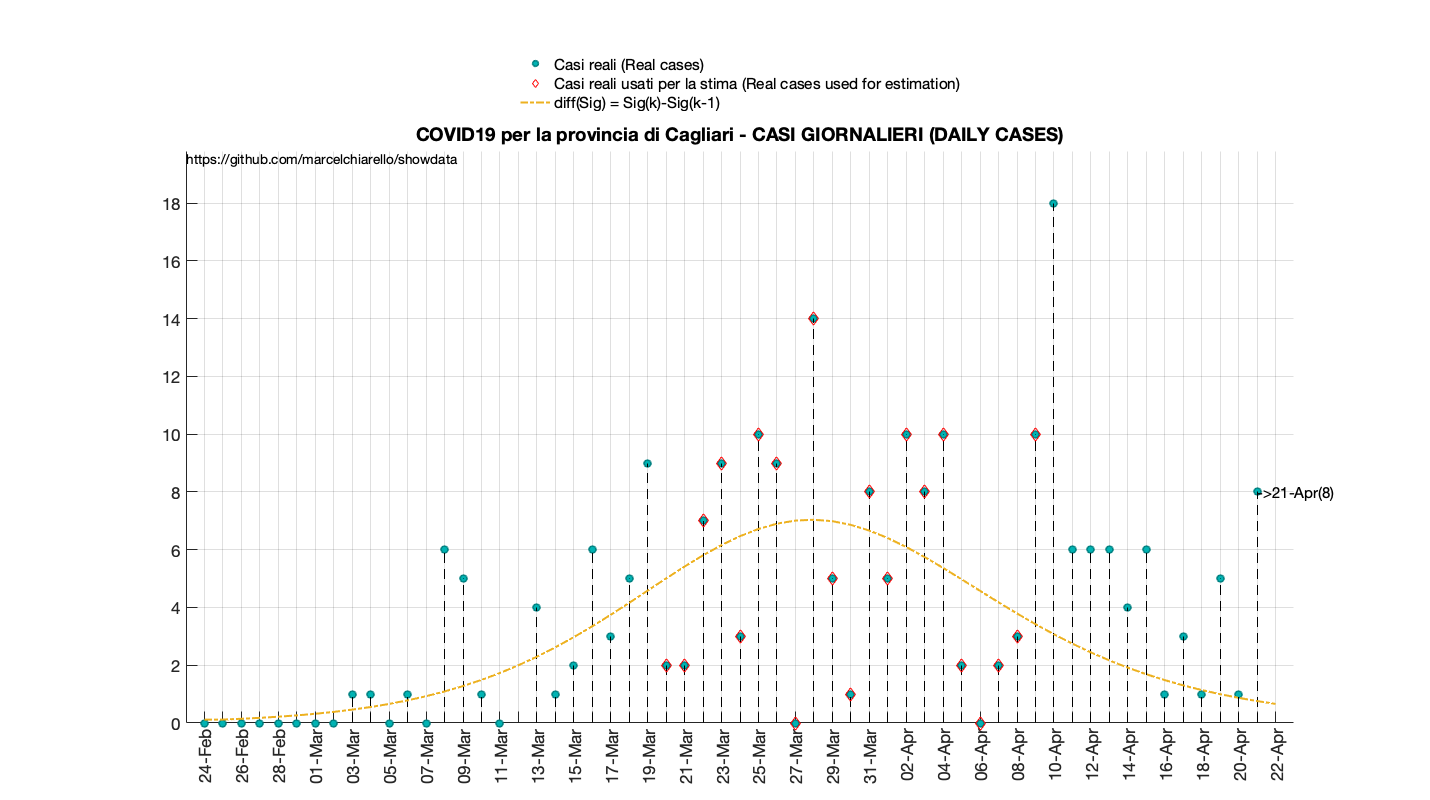 Casi reali (Real cases)
Casi reali usati per la stima (Real cases used for estimation)
diff(Sig) = Sig(k)-Sig(k-1)
COVID19 per la provincia di Cagliari - CASI GIORNALIERI (DAILY CASES)
https://github.com/marcelchiarello/showdata
18
16
14
12
10
8
6
4
2
0
->21-Apr(8)
24-Feb
26-Feb
28-Feb
01-Mar
03-Mar
05-Mar
07-Mar
09-Mar
11-Mar
13-Mar
15-Mar
17-Mar
19-Mar
21-Mar
23-Mar
25-Mar
27-Mar
29-Mar
31-Mar
02-Apr
04-Apr
06-Apr
08-Apr
10-Apr
12-Apr
14-Apr
16-Apr
18-Apr
20-Apr
22-Apr